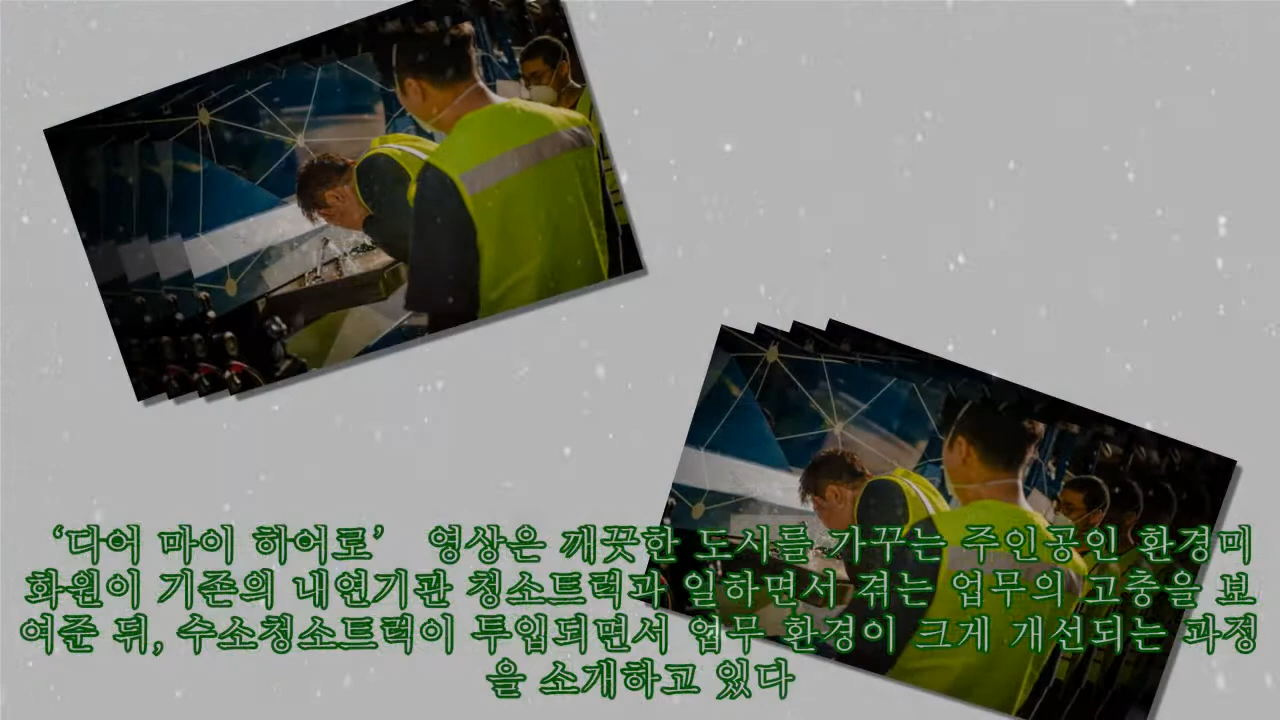 ‘디어 마이 히어로’ 영상은 깨끗한 도시를 가꾸는 주인공인 환경미
화원이 기존의 내연기관 청소트럭과 일하면서 겪는 업무의 고충을 보
여준 뒤, 수소청소트럭이 투입되면서 업무 환경이 크게 개선되는 과정
을 소개하고 있다